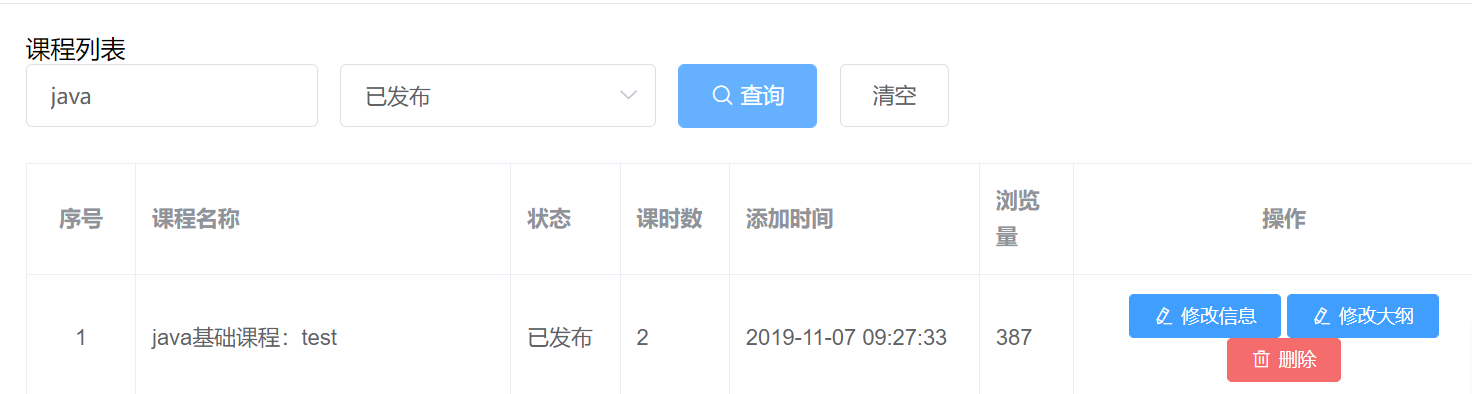 课程列表
java 已发布 查询 清空
序号 课程名称 状态 课时数 添加时间 浏览量 操作
1 java基础课程：test 已发布 2 2019-11-07 09:27:33 387 修改信息 修改大纲
删除